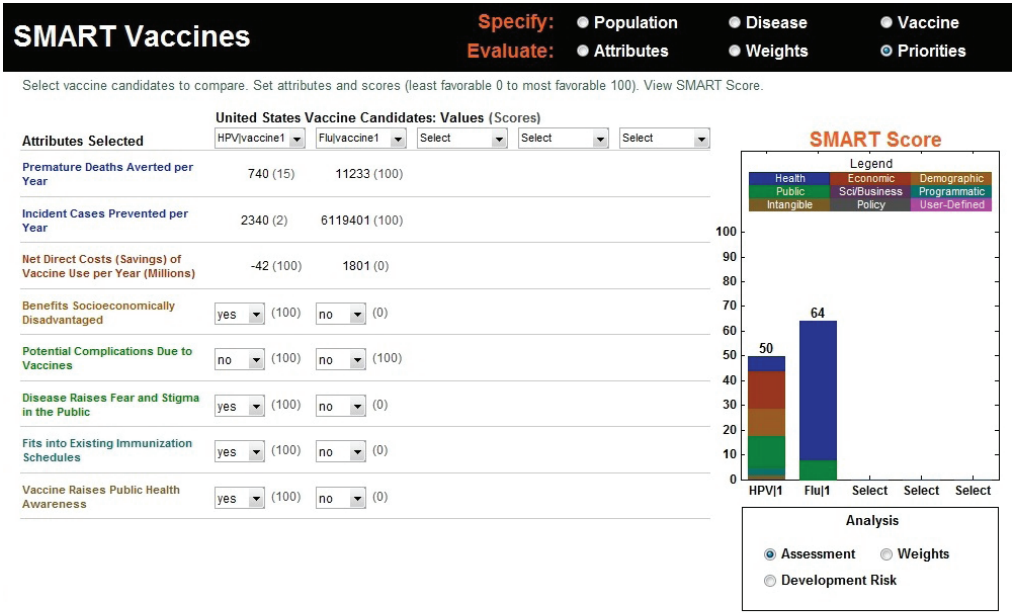 SMART Vaccines
Specify: Population Disease Vaccine
Evaluate: Attributes Weights Priorities
Select vaccine candidates to compare. Set attributes and scores (least favorable 0 to most favorable 100). View SMART Score.
United States Vaccine Candidates: Values (Scores)
Attributes Selected
HPV|vaccine1 Flu|vaccine1 Select Select Select
Premature Deaths Averted per
Year
740 (15) 11233 (100)
Incident Cases Prevented per
Year
2340 (2) 6119401 (100)
Net Direct Costs (Savings) of
Vaccine Use per Year (Millions)
-42 (100) 1801 (0)
Benefits Socioeconomically
Disadvantaged
yes (100) no (0)
Potential Complications Due to
Vaccines
no (100) no (100)
Disease Raises Fear and Stigma
in the Public
yes (100) no (0)
Fits into Existing Immunization
Schedules
yes (100) no (0)
Vaccine Raises Public Health
Awareness
yes (100) no (0)
SMART Score
Legend
Health Economic Demographic
Public Sci/Business Programmatic
Intangible Policy User-Defined
100
90
80
70
60
50
40
30
20
10
0
50
64
HPV|1 Flu|1 Select Select Select
Analysis
Assessment Weights
Development Risk